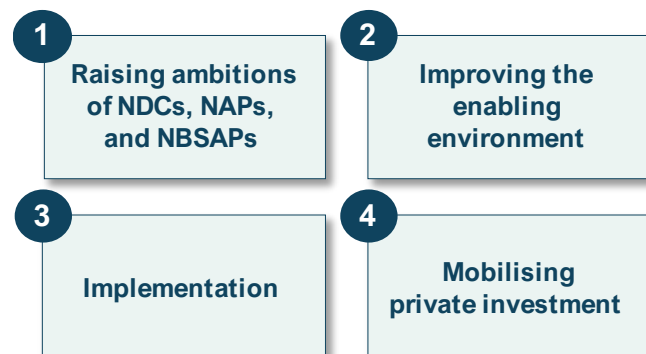 1
Raising ambitions
of NDCs, NAPs,
and NBSAPs
2
Improving the
enabling
environment
3
Implementation
4
Mobilising
private investment